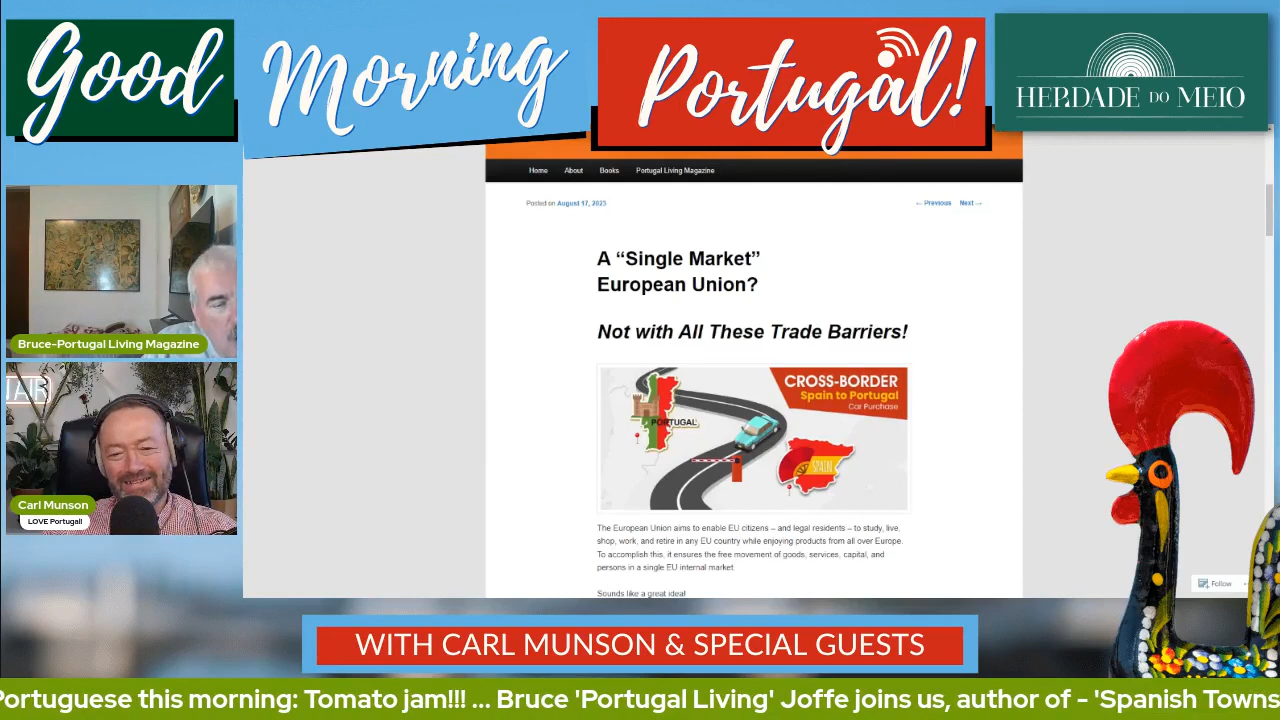 Good
Morning
Portugal!
HERDADE DO MEIO
Home About Books Portugal Living Magazine
Posted on August 17, 2023
← Previous Next →
A “Single Market”
European Union?
Not with All These Trade Barriers!
CROSS-BORDER
Spain to Portugal
Car Purchase
PORTUGAL
SPAIN
The European Union aims to enable EU citizens – and legal residents – to study, live,
shop, work, and retire in any EU country while enjoying products from all over Europe.
To accomplish this, it ensures the free movement of goods, services, capital, and
persons in a single EU internal market
Sounds like a great idea!
Follow
Bruce-Portugal Living Magazine
Carl Munson
LOVE Portugal!
WITH CARL MUNSON & SPECIAL GUESTS
Portuguese this morning: Tomato jam!!! ... Bruce 'Portugal Living' Joffe joins us, author of - 'Spanish Towns